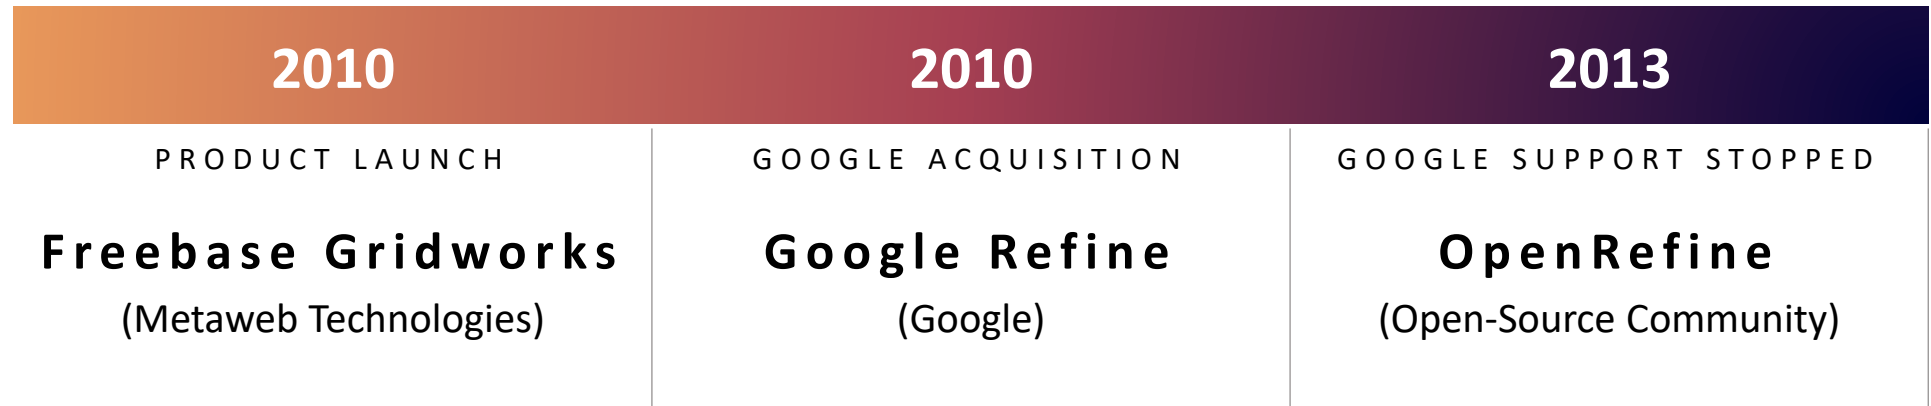 2010
2010
2013
PRODUCT LAUNCH
GOOGLE ACQUISITION
GOOGLE SUPPORT STOPPED
Freebase Gridworks
Google Refine
OpenRefine
(Metaweb Technologies)
(Google)
(Open-Source Community)